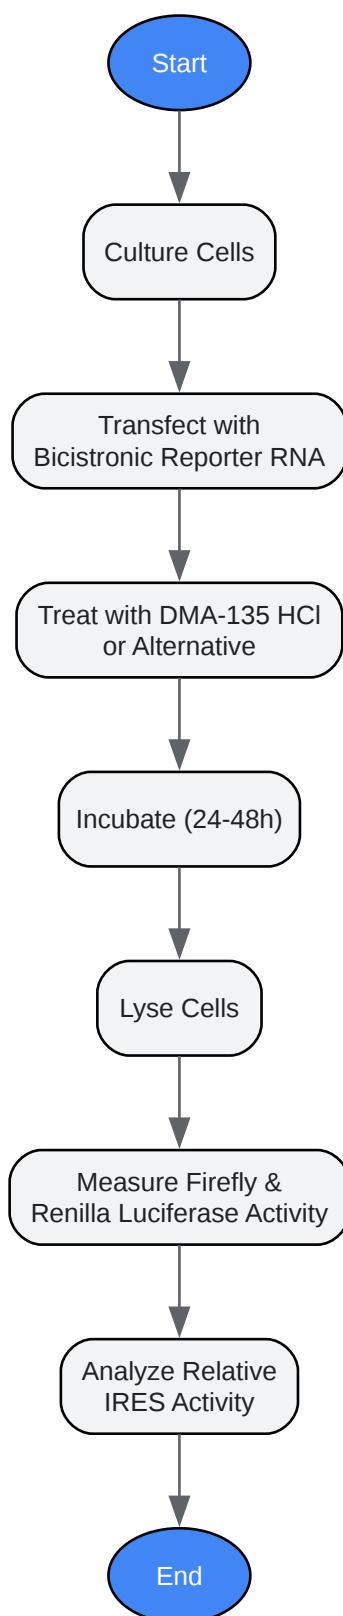 Start
Culture Cells
Transfect with
Bicistronic Reporter RNA
Treat with DMA-135 HCl
or Alternative
Incubate (24-48h)
Lyse Cells
Measure Firefly &
Renilla Luciferase Activity
Analyze Relative
IRES Activity
End